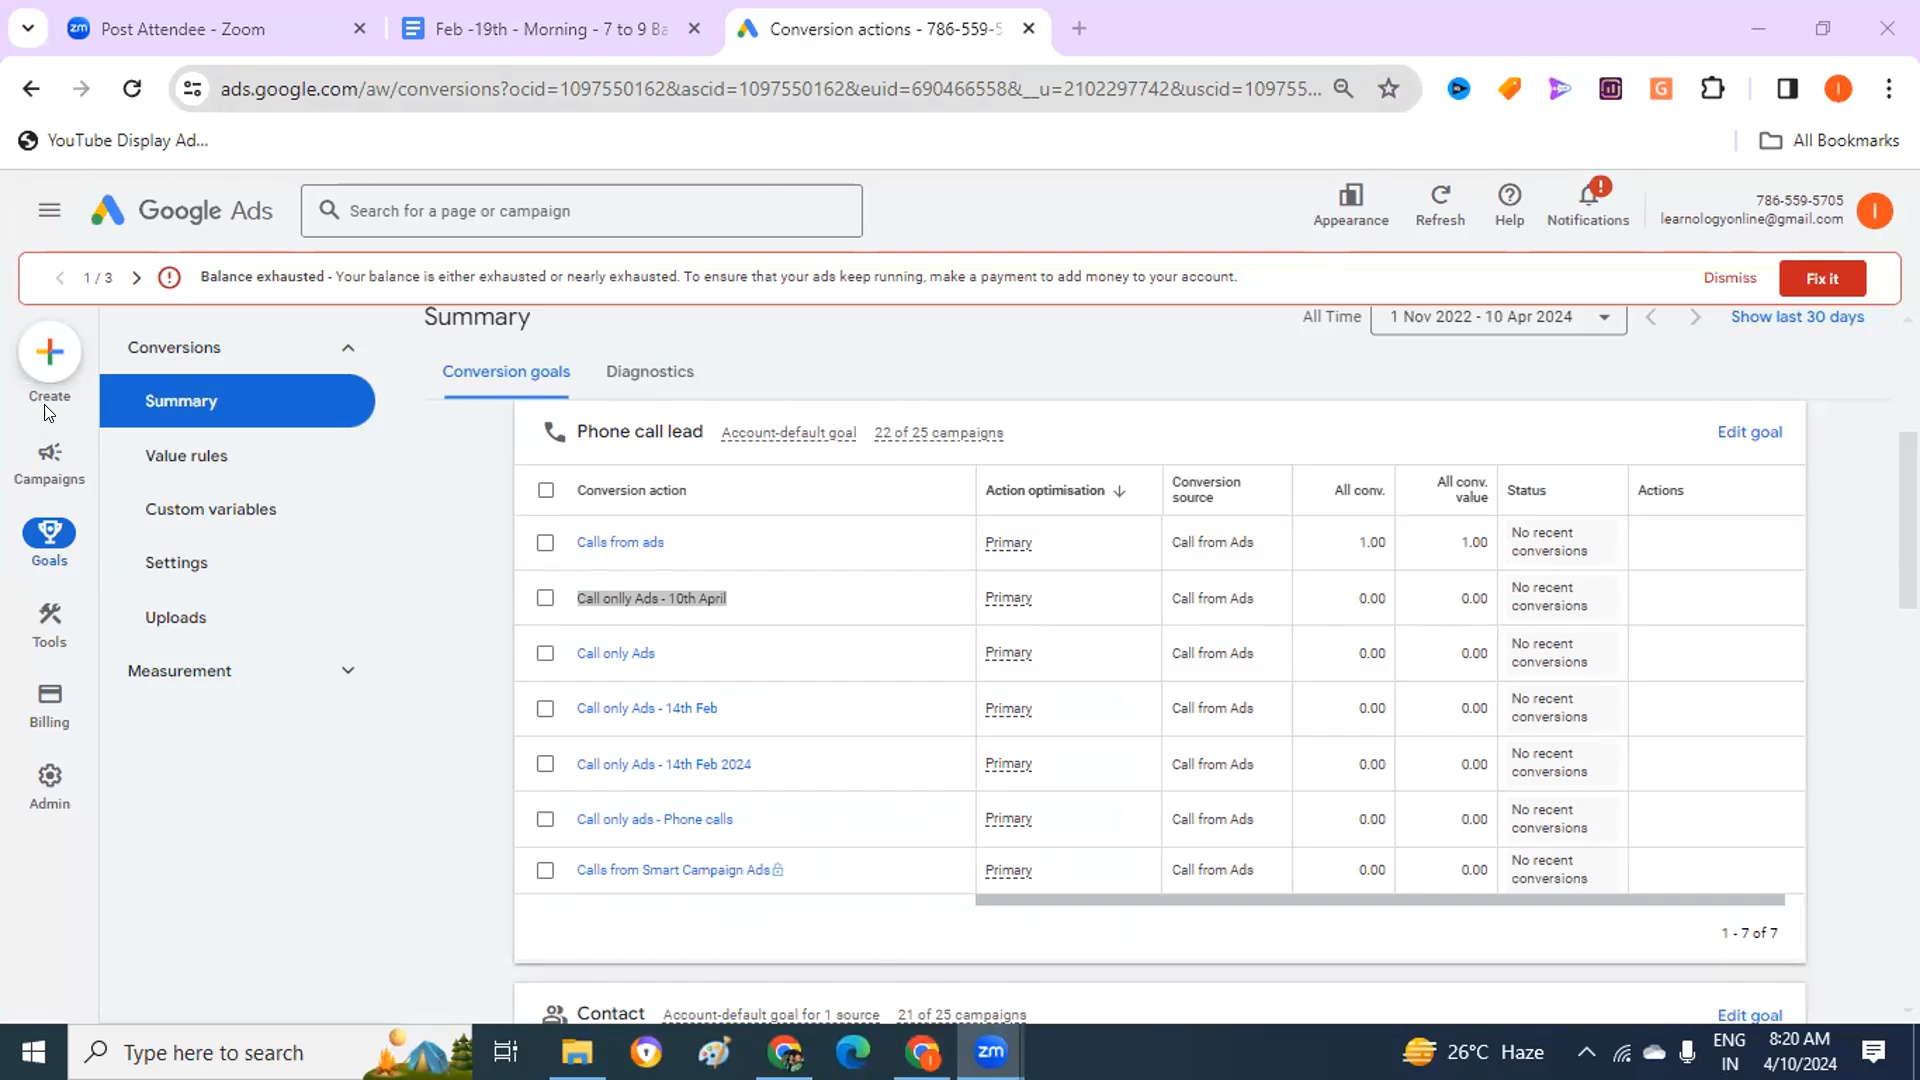 zm Post Attendee - Zoom
Feb -19th - Morning - 7 to 9 Ba
Conversion actions - 786-559-5
ads.google.com/aw/conversions?ocid=1097550162&ascid=1097550162&euid=690466558&__u=2102297742&uscid=109755...
I
YouTube Display Ad...
All Bookmarks
Google Ads
Search for a page or campaign
Appearance
Refresh
Help
Notifications
786-559-5705
learnologyonline@gmail.com
I
1 / 3
Balance exhausted - Your balance is either exhausted or nearly exhausted. To ensure that your ads keep running, make a payment to add money to your account.
Dismiss
Fix it
Create
Campaigns
Goals
Tools
Billing
Admin
Conversions
Summary
Value rules
Custom variables
Settings
Uploads
Measurement
Summary
All Time
1 Nov 2022 - 10 Apr 2024
Show last 30 days
Conversion goals
Diagnostics
Phone call lead Account-default goal 22 of 25 campaigns
Edit goal
Conversion action Action optimisation Conversion source All conv. All conv. value Status Actions
Calls from ads Primary Call from Ads 1.00 1.00 No recent conversions
Call onlly Ads - 10th April Primary Call from Ads 0.00 0.00 No recent conversions
Call only Ads Primary Call from Ads 0.00 0.00 No recent conversions
Call only Ads - 14th Feb Primary Call from Ads 0.00 0.00 No recent conversions
Call only Ads - 14th Feb 2024 Primary Call from Ads 0.00 0.00 No recent conversions
Call only ads - Phone calls Primary Call from Ads 0.00 0.00 No recent conversions
Calls from Smart Campaign Ads Primary Call from Ads 0.00 0.00 No recent conversions
1 - 7 of 7
Contact Account-default goal for 1 source 21 of 25 campaigns
Edit goal
Type here to search
zm
26°C Haze
ENG
IN
8:20 AM
4/10/2024